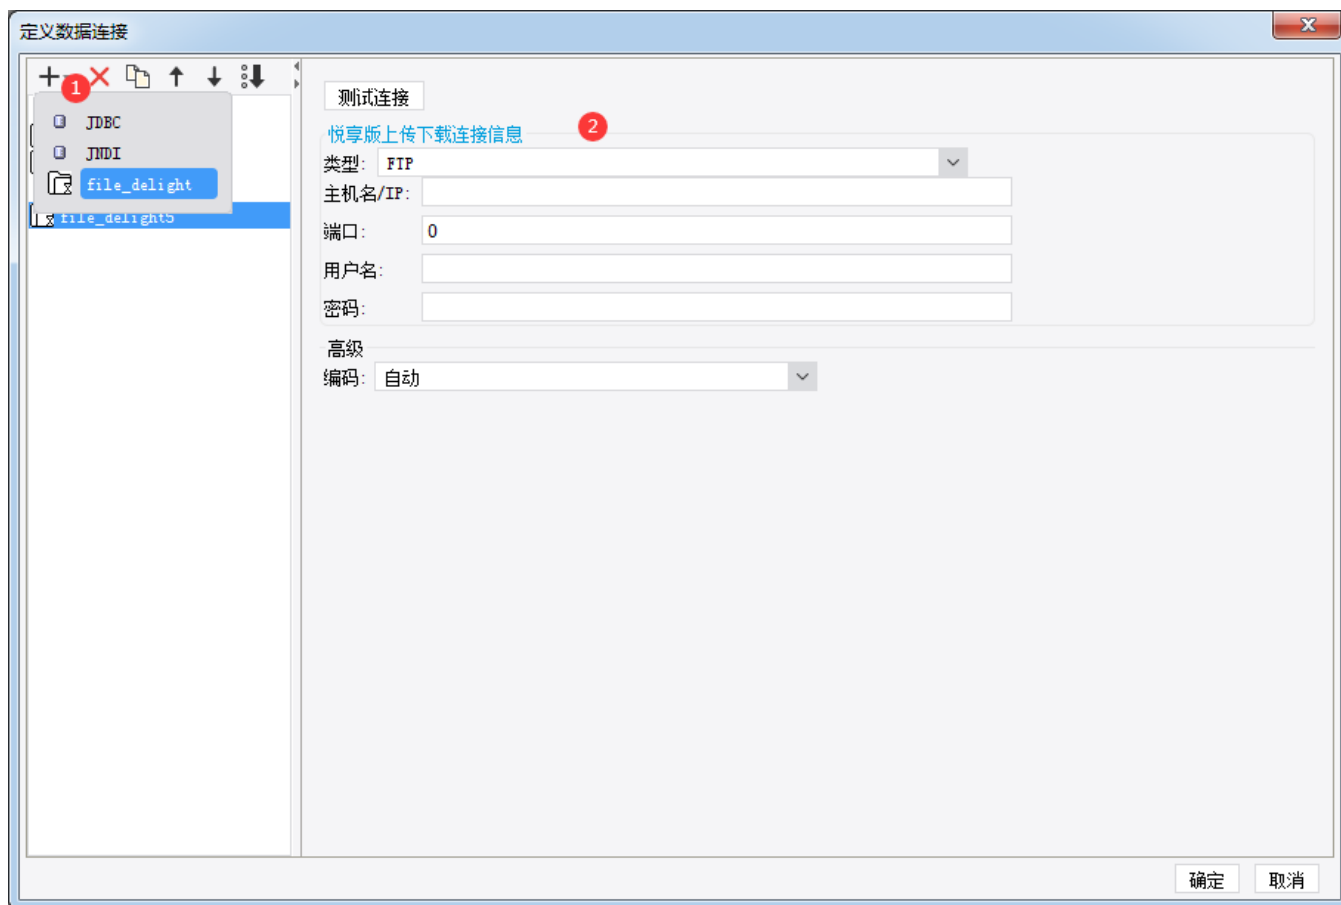 定义数据连接
1
JDBC
JNDI
file_delight
file_delight5
测试连接
悦享版上传下载连接信息
2
类型: FTP
主机名/IP:
端口: 0
用户名:
密码:
高级
编码: 自动
确定 取消